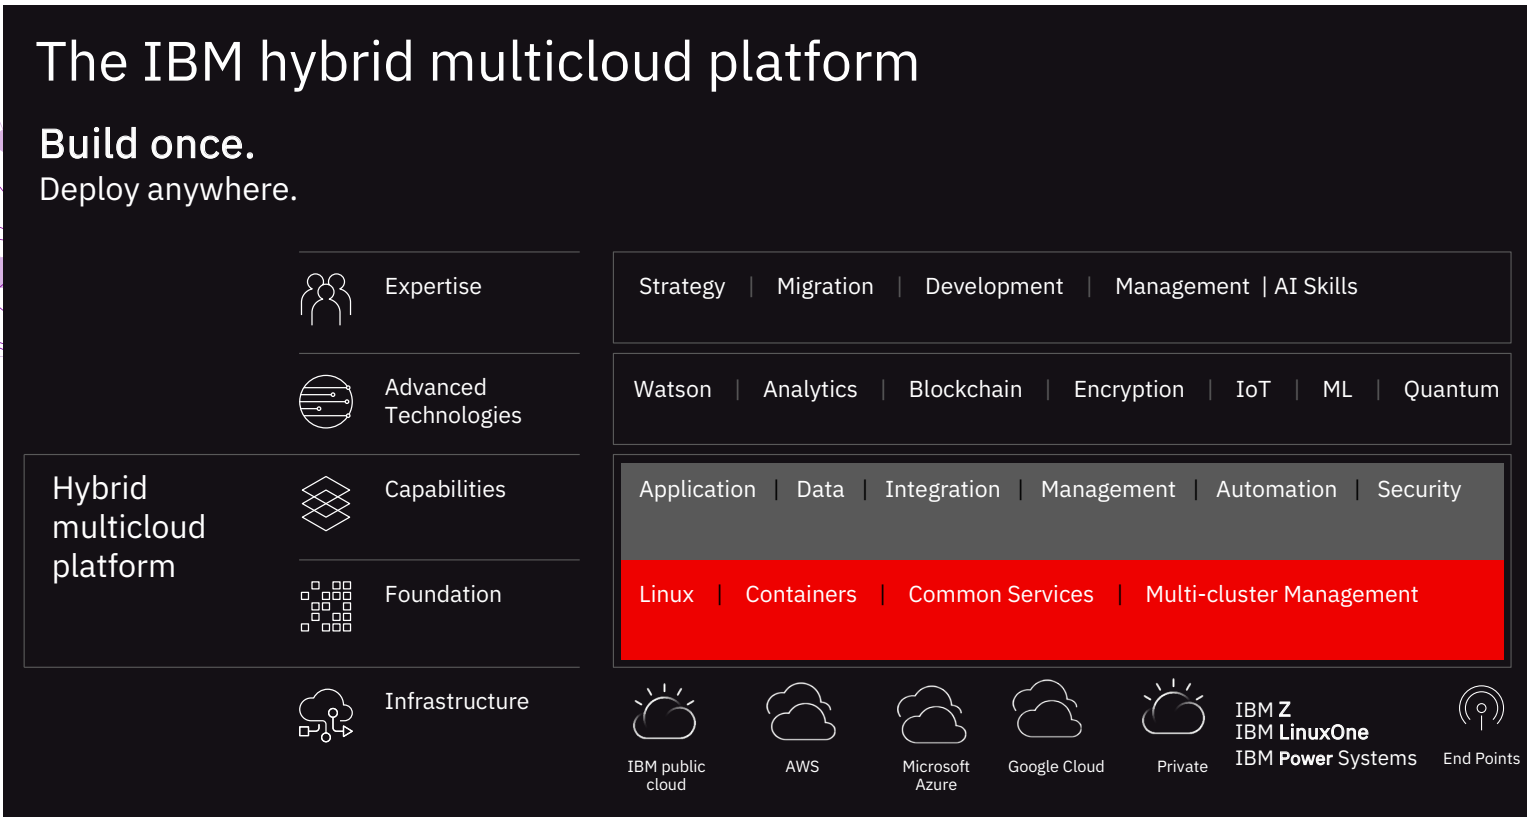 The IBM hybrid multicloud platform
Build once.
Deploy anywhere.
Expertise
Strategy | Migration | Development | Management | AI Skills
Advanced
Technologies
Watson | Analytics | Blockchain | Encryption | IoT | ML | Quantum
Hybrid
multicloud
platform
Capabilities
Application | Data | Integration | Management | Automation | Security
Foundation
Linux | Containers | Common Services | Multi-cluster Management
Infrastructure
IBM public
cloud
AWS
Microsoft
Azure
Google Cloud
Private
IBM Z
IBM LinuxOne
IBM Power Systems
End Points